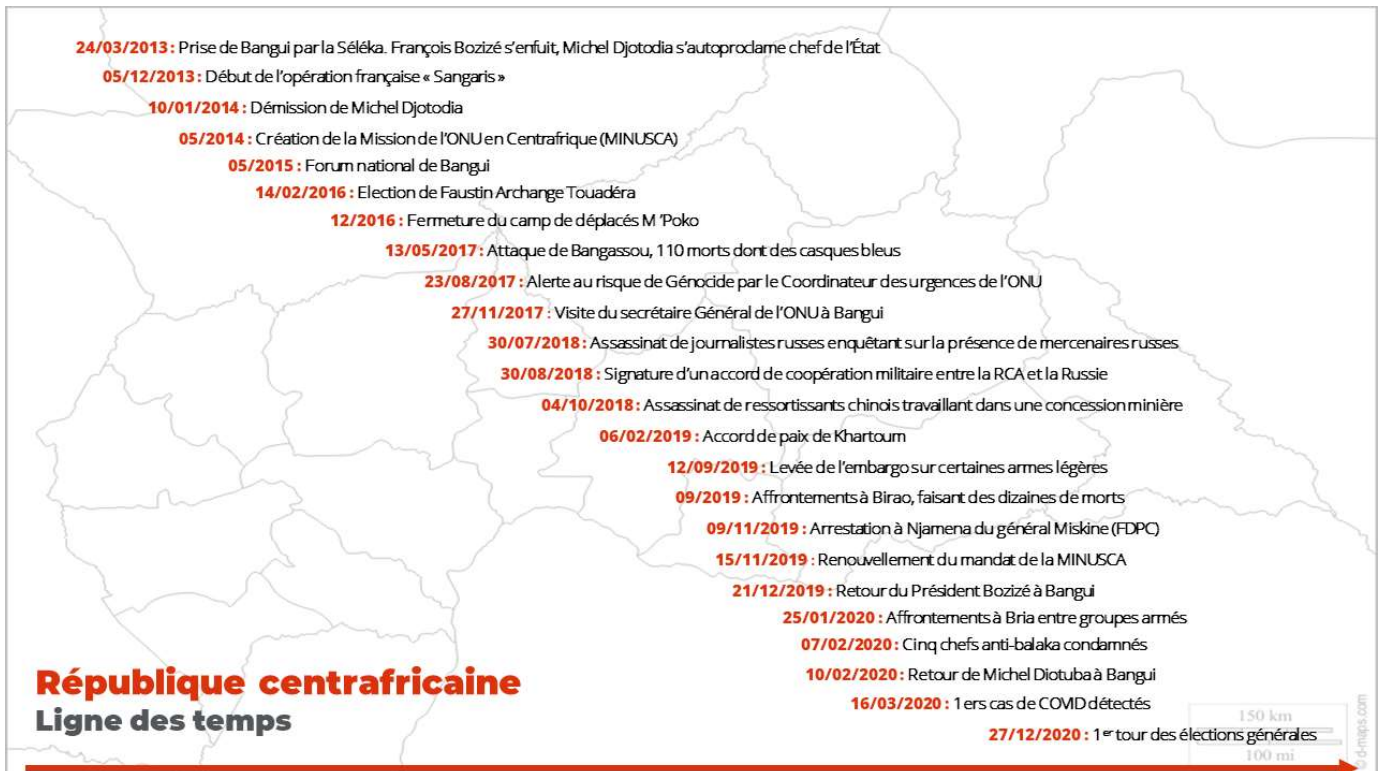 24/03/2013 : Prise de Bangui par la Séléka. François Bozizé s’enfuit, Michel Djotodia s’autoproclame chef de l’État
05/12/2013 : Début de l’opération française « Sangaris »
10/01/2014 : Démission de Michel Djotodia
05/2014 : Création de la Mission de l’ONU en Centrafrique (MINUSCA)
05/2015 : Forum national de Bangui
14/02/2016 : Election de Faustin Archange Touadéra
12/2016 : Fermeture du camp de déplacés M ’Poko
13/05/2017 : Attaque de Bangassou, 110 morts dont des casques bleus
23/08/2017 : Alerte au risque de Génocide par le Coordinateur des urgences de l’ONU
27/11/2017 : Visite du secrétaire Général de l’ONU à Bangui
30/07/2018 : Assassinat de journalistes russes enquêtant sur la présence de mercenaires russes
30/08/2018 : Signature d’un accord de coopération militaire entre la RCA et la Russie
04/10/2018 : Assassinat de ressortissants chinois travaillant dans une concession minière
06/02/2019 : Accord de paix de Khartoum
12/09/2019 : Levée de l’embargo sur certaines armes légères
09/2019 : Affrontements à Birao, faisant des dizaines de morts
09/11/2019 : Arrestation à Njamena du général Miskine (FDPC)
15/11/2019 : Renouvellement du mandat de la MINUSCA
21/12/2019 : Retour du Président Bozizé à Bangui
25/01/2020 : Affrontements à Bria entre groupes armés
07/02/2020 : Cinq chefs anti-balaka condamnés
10/02/2020 : Retour de Michel Diotuba à Bangui
16/03/2020 : 1ers cas de COVID détectés
27/12/2020 : 1er tour des élections générales
République centrafricaine
Ligne des temps
150 km
100 mi
© d-maps.com